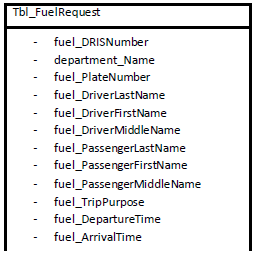 Tbl_FuelRequest
- fuel_DRISNumber
- department_Name
- fuel_PlateNumber
- fuel_DriverLastName
- fuel_DriverFirstName
- fuel_DriverMiddleName
- fuel_PassengerLastName
- fuel_PassengerFirstName
- fuel_PassengerMiddleName
- fuel_TripPurpose
- fuel_DepartureTime
- fuel_ArrivalTime